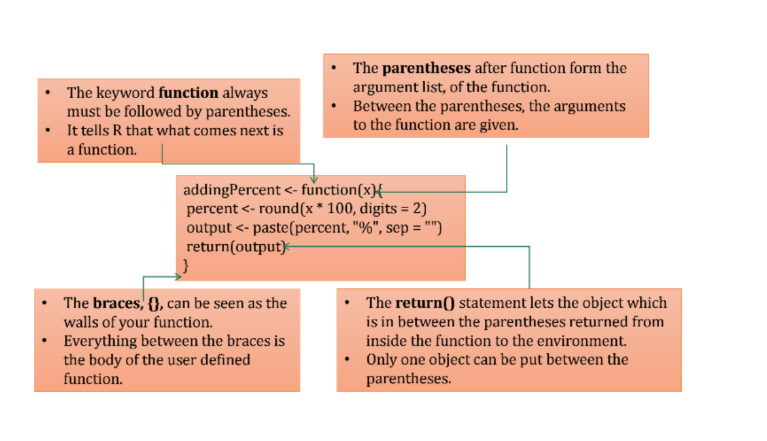 • The keyword function always
must be followed by parentheses.
• It tells R that what comes next is
a function.
• The parentheses after function form the
argument list, of the function.
• Between the parentheses, the arguments
to the function are given.
addingPercent <- function(x){
percent <- round(x * 100, digits = 2)
output <- paste(percent, "%", sep = "")
return(output)
}
• The braces, {}, can be seen as the
walls of your function.
• Everything between the braces is
the body of the user defined
function.
• The return() statement lets the object which
is in between the parentheses returned from
inside the function to the environment.
• Only one object can be put between the
parentheses.